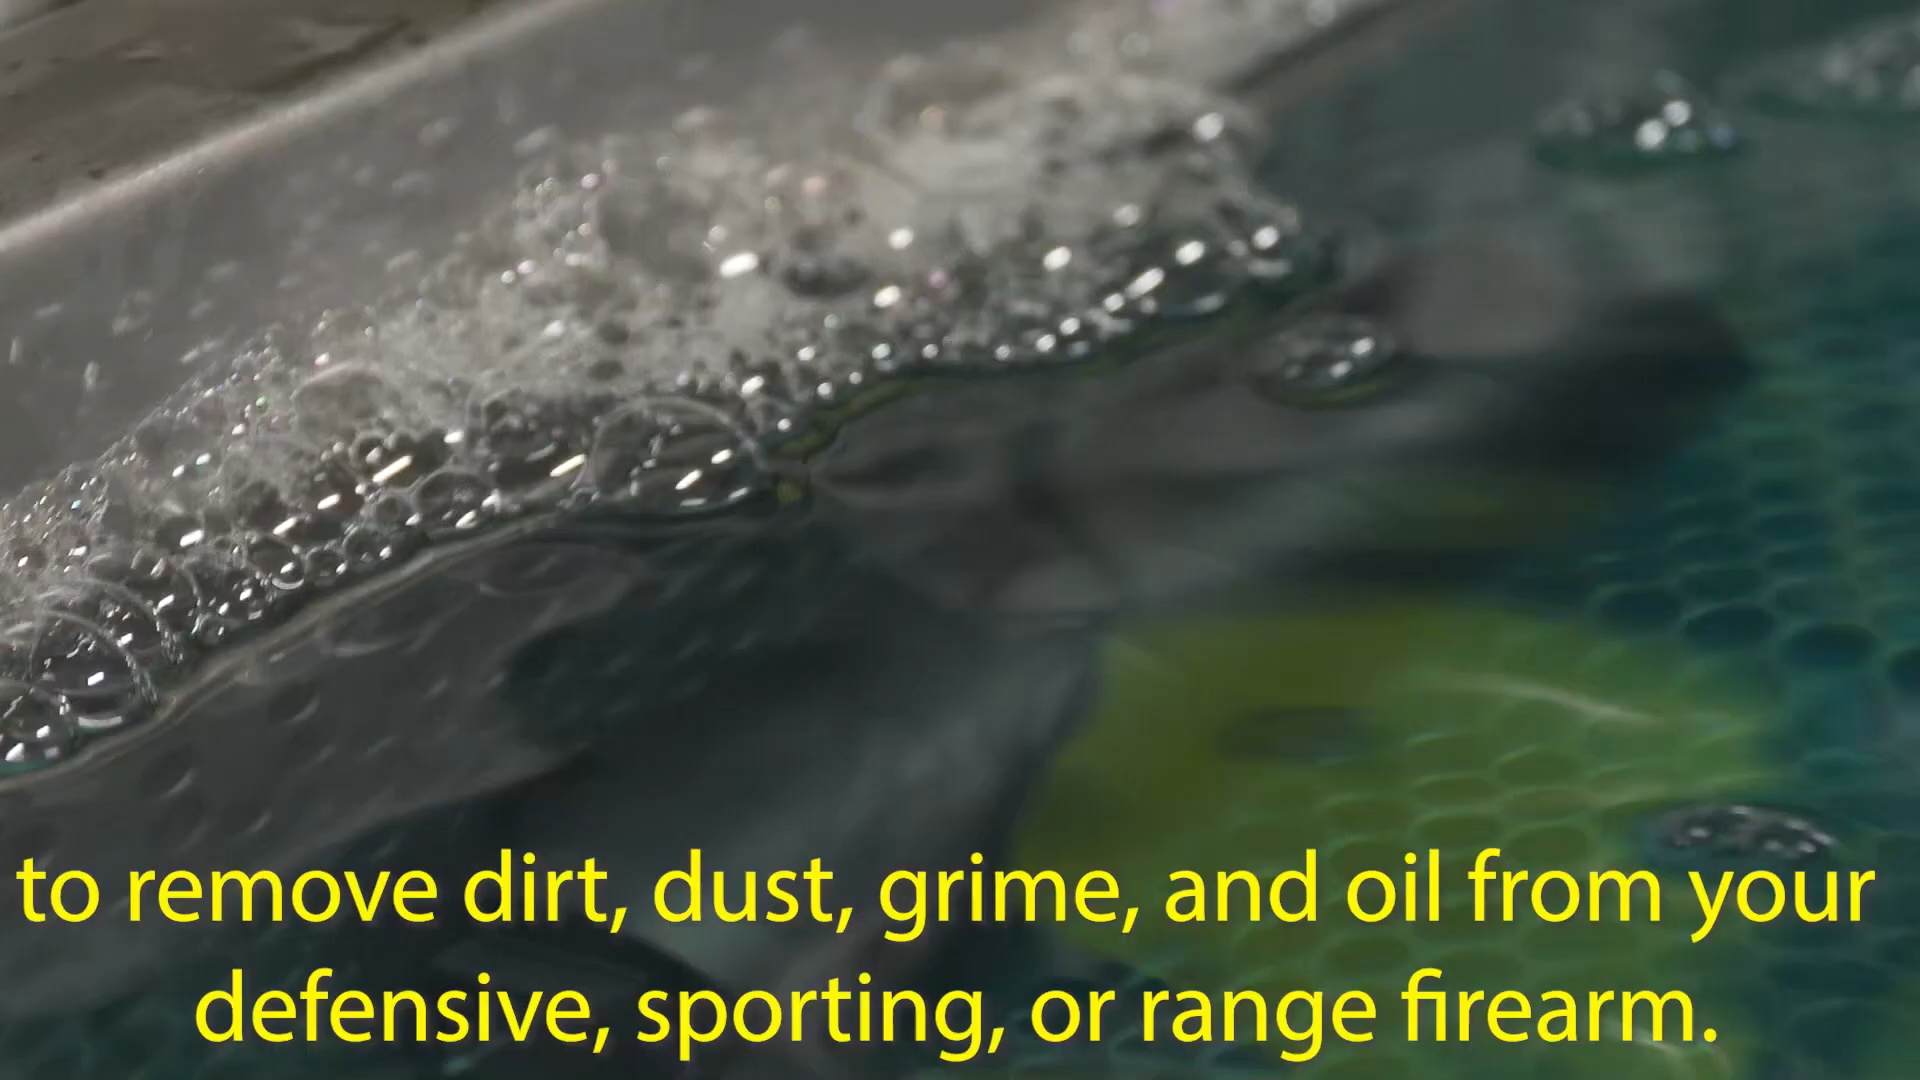 to remove dirt, dust, grime, and oil from your
defensive, sporting, or range firearm.